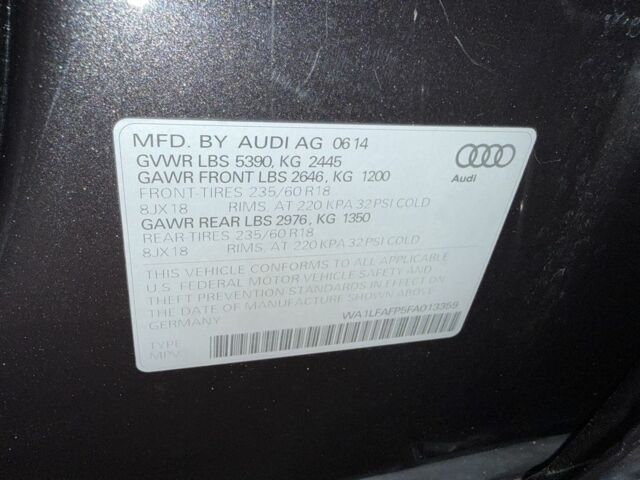 MFD. BY AUDI AG 0614
GVWR LBS 5390, KG 2445
GAWR FRONT LBS 2646, KG 1200
FRONT-TIRES 235/60 R18
8JX18 RIMS, AT 220 KPA 32 PSI COLD
GAWR REAR LBS 2976, KG 1350
REAR TIRES 235/60 R18
8JX18 RIMS, AT 220 KPA 32 PSI COLD
THIS VEHICLE CONFORMS TO ALL APPLICABLE
U.S. FEDERAL MOTOR VEHICLE SAFETY AND
THEFT PREVENTION STANDARDS IN EFFECT ON
THE DATE OF MANUFACTURE SHOWN ABOVE
GERMANY
WA1LFAFP5FA013359
TYPE
MPV
Audi